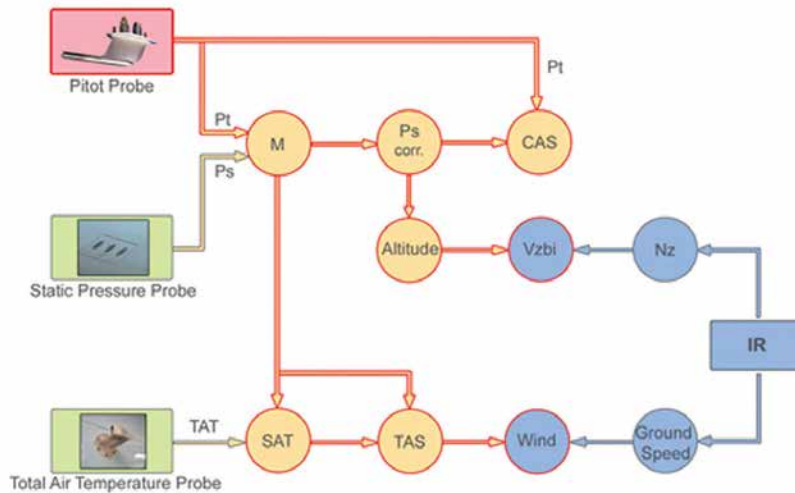 Pitot Probe
Pt
Pt
M
Ps
corr.
CAS
Ps
Static Pressure Probe
Altitude
Vzbi
Nz
IR
TAT
SAT
TAS
Wind
Ground
Speed
Total Air Temperature Probe